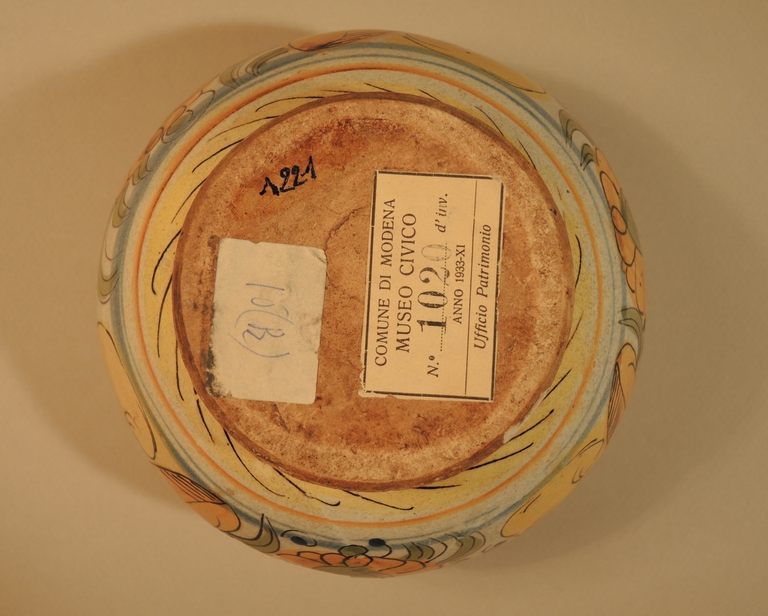 1221
COMUNE DI MODENA
MUSEO CIVICO
N.° 1020 d'inv.
ANNO 1933-XI
Ufficio Patrimonio